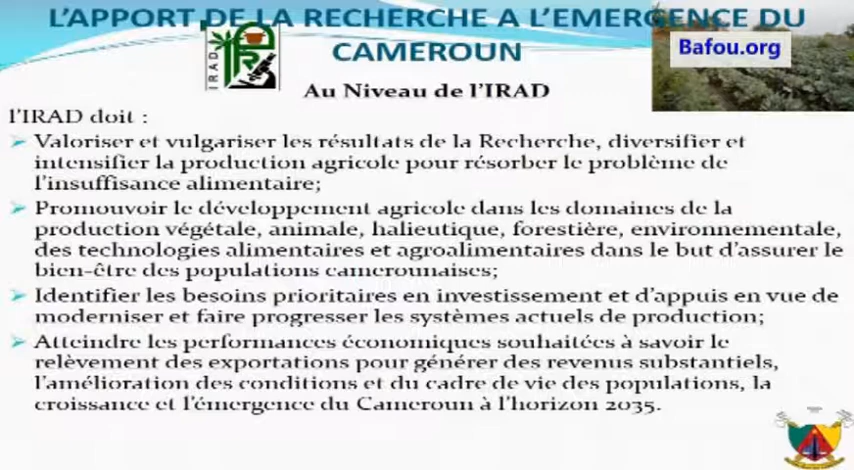 L'APPORT DE LA RECHERCHE A L'EMERGENCE DU
CAMEROUN
Bafou.org
IRAD
Au Niveau de l'IRAD
l'IRAD doit :
➢ Valoriser et vulgariser les résultats de la Recherche, diversifier et
intensifier la production agricole pour résorber le problème de
l'insuffisance alimentaire;
➢ Promouvoir le développement agricole dans les domaines de la
production végétale, animale, halieutique, forestière, environnementale,
des technologies alimentaires et agroalimentaires dans le but d'assurer le
bien-être des populations camerounaises;
➢ Identifier les besoins prioritaires en investissement et d'appuis en vue de
moderniser et faire progresser les systèmes actuels de production;
➢ Atteindre les performances économiques souhaitées à savoir le
relèvement des exportations pour générer des revenus substantiels,
l'amélioration des conditions et du cadre de vie des populations, la
croissance et l'émergence du Cameroun à l'horizon 2035.